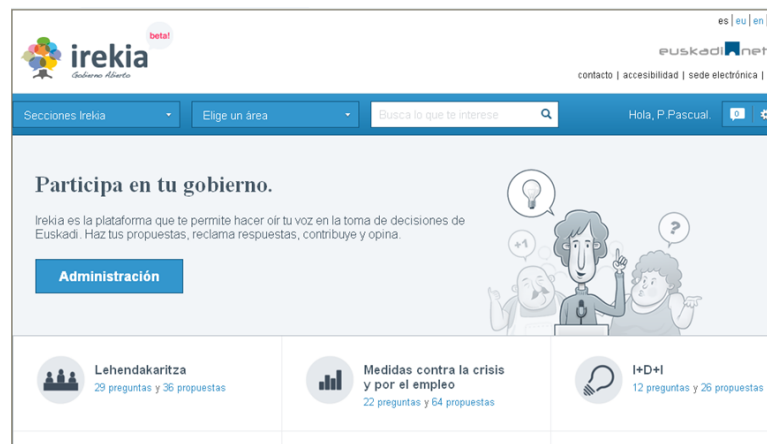 es | eu | en |
beta!
irekia
Gobierno Abierto
euskadi net
contacto | accesibilidad | sede electrónica |
Secciones Irekia
Elige un área
Busca lo que te interese
Hola, P.Pascual.
0
Participa en tu gobierno.
Irekia es la plataforma que te permite hacer oír tu voz en la toma de decisiones de
Euskadi. Haz tus propuestas, reclama respuestas, contribuye y opina.
Administración
+1
?
Lehendakaritza
29 preguntas y 36 propuestas
Medidas contra la crisis
y por el empleo
22 preguntas y 64 propuestas
I+D+I
12 preguntas y 26 propuestas